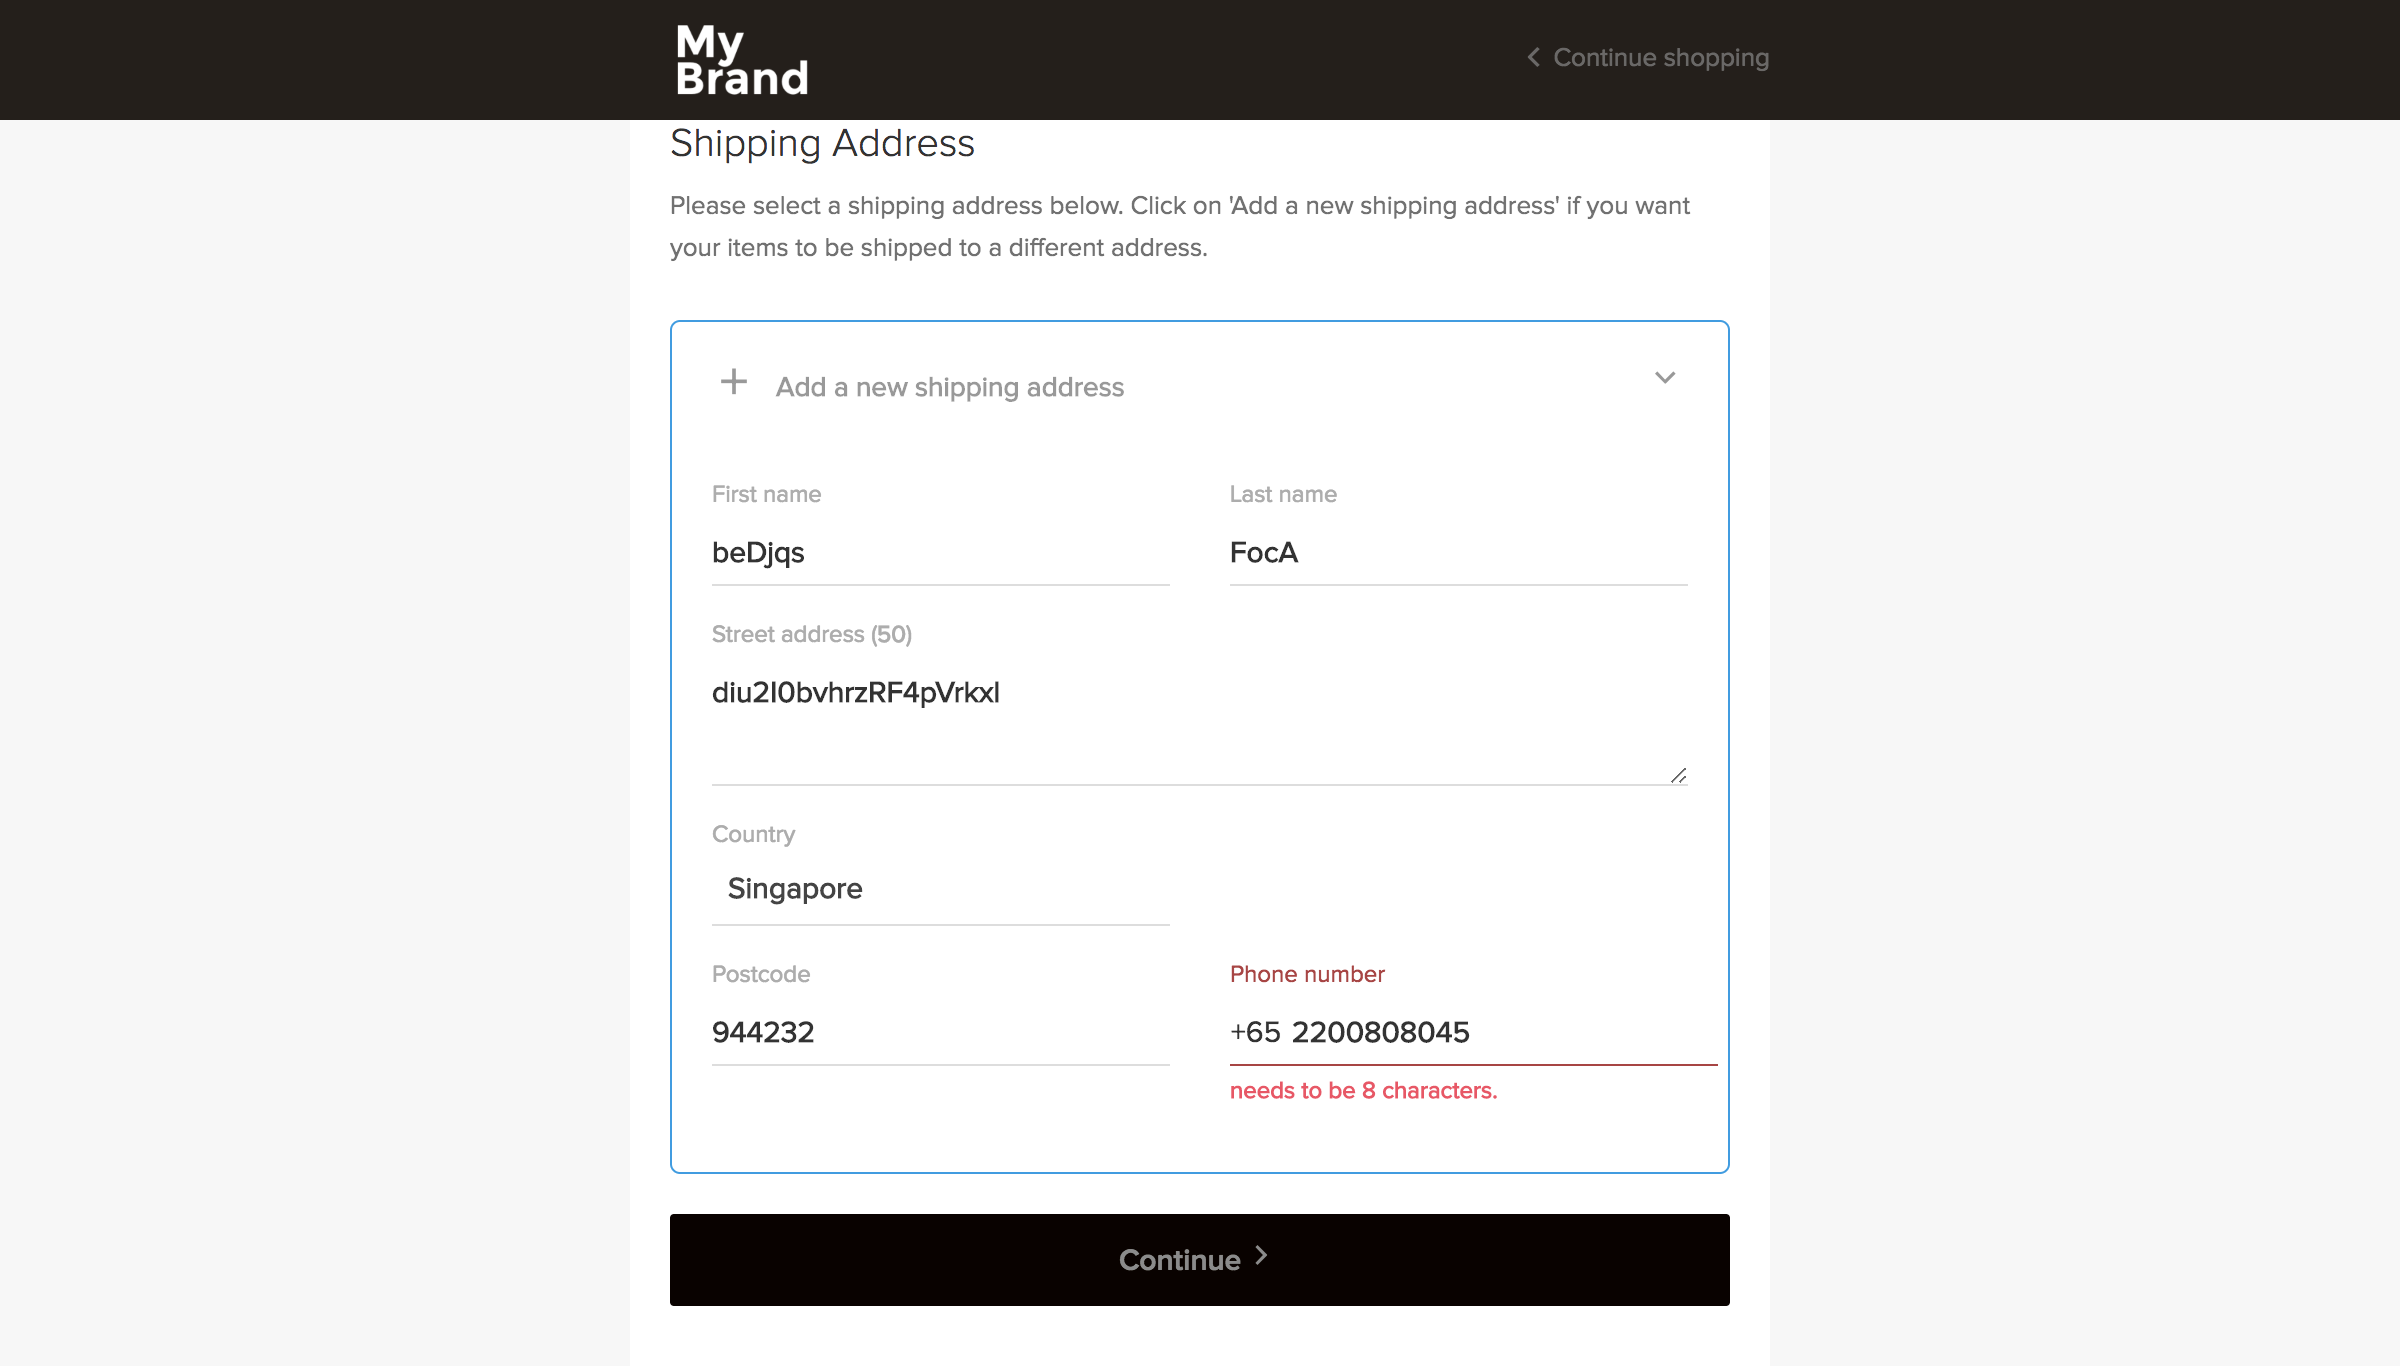 My
Brand
Continue shopping
Shipping Address
Please select a shipping address below. Click on 'Add a new shipping address' if you want
your items to be shipped to a different address.
Add a new shipping address
First name
Last name
beDjqs
FocA
Street address (50)
diu2l0bvhrzRF4pVrkxl
Country
Singapore
Postcode
Phone number
944232
+65 2200808045
needs to be 8 characters.
Continue